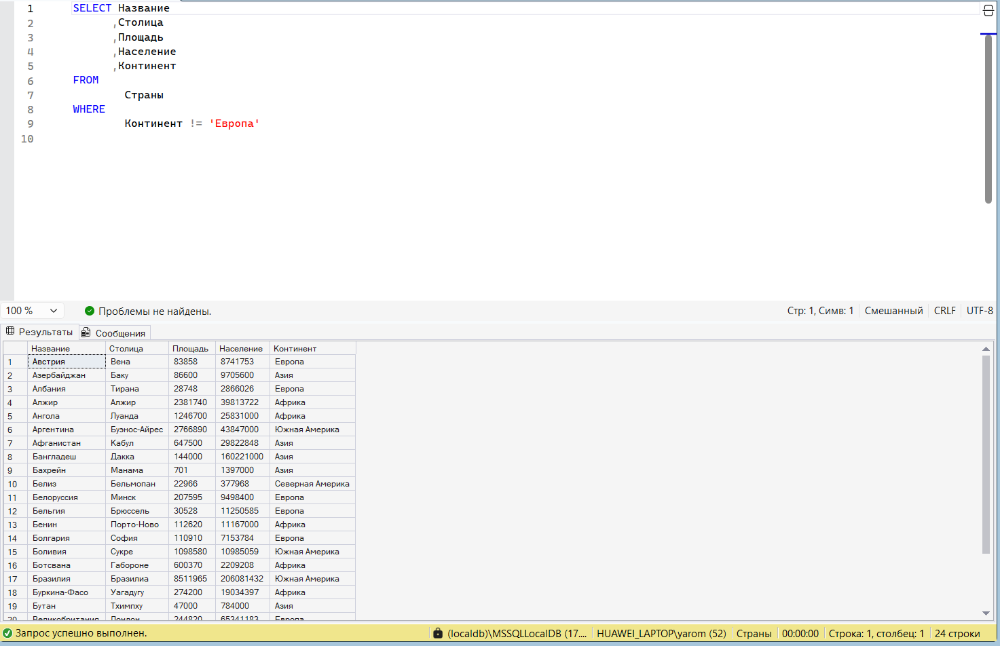 1 SELECT Название
2 ,Столица
3 ,Площадь
4 ,Население
5 ,Континент
6 FROM
7 Страны
8 WHERE
9 Континент != 'Европа'
10
100 % Проблемы не найдены. Стр: 1, Симв: 1 Смешанный CRLF UTF-8
Результаты Сообщения
Название Столица Площадь Население Континент
1 Австрия Вена 83858 8741753 Европа
2 Азербайджан Баку 86600 9705600 Азия
3 Албания Тирана 28748 2866026 Европа
4 Алжир Алжир 2381740 39813722 Африка
5 Ангола Луанда 1246700 25831000 Африка
6 Аргентина Буэнос-Айрес 2766890 43847000 Южная Америка
7 Афганистан Кабул 647500 29822848 Азия
8 Бангладеш Дакка 144000 160221000 Азия
9 Бахрейн Манама 701 1397000 Азия
10 Белиз Бельмопан 22966 377968 Северная Америка
11 Белоруссия Минск 207595 9498400 Европа
12 Бельгия Брюссель 30528 11250585 Европа
13 Бенин Порто-Ново 112620 11167000 Африка
14 Болгария София 110910 7153784 Европа
15 Боливия Сукре 1098580 10985059 Южная Америка
16 Ботсвана Габороне 600370 2209208 Африка
17 Бразилия Бразилиа 8511965 206081432 Южная Америка
18 Буркина-Фасо Уагадугу 274200 19034397 Африка
19 Бутан Тхимпху 47000 784000 Азия
20 Великобритания Лондон 244820 65341183 Европа
Запрос успешно выполнен. (localdb)\MSSQLLocalDB (17.... HUAWEI_LAPTOP\yarom (52) Страны 00:00:00 Строка: 1, столбец: 1 24 строки